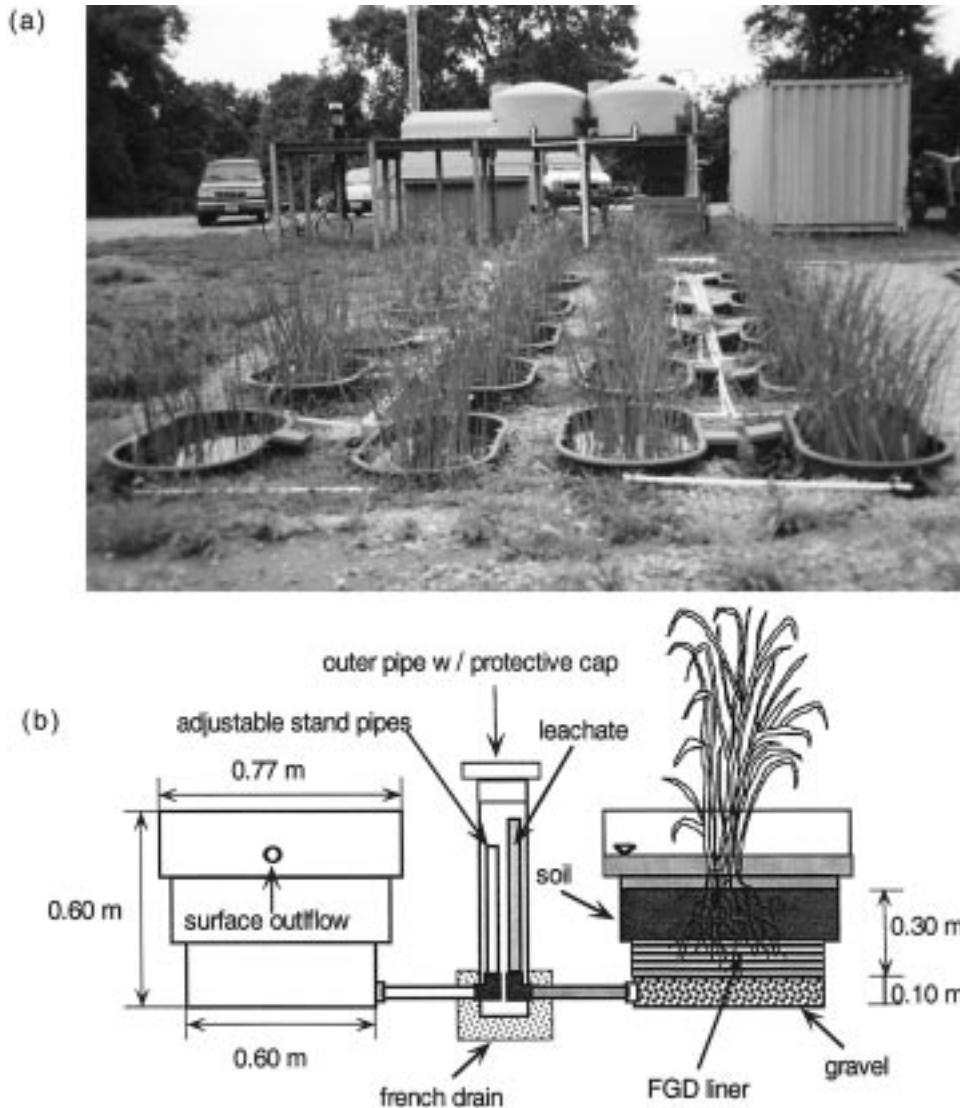 (a)
outer pipe w / protective cap
(b)
adjustable stand pipes
leachate
0.77 m
soil
0.60 m
surface outlflow
0.30 m
0.10 m
0.60 m
french drain
FGD liner
gravel